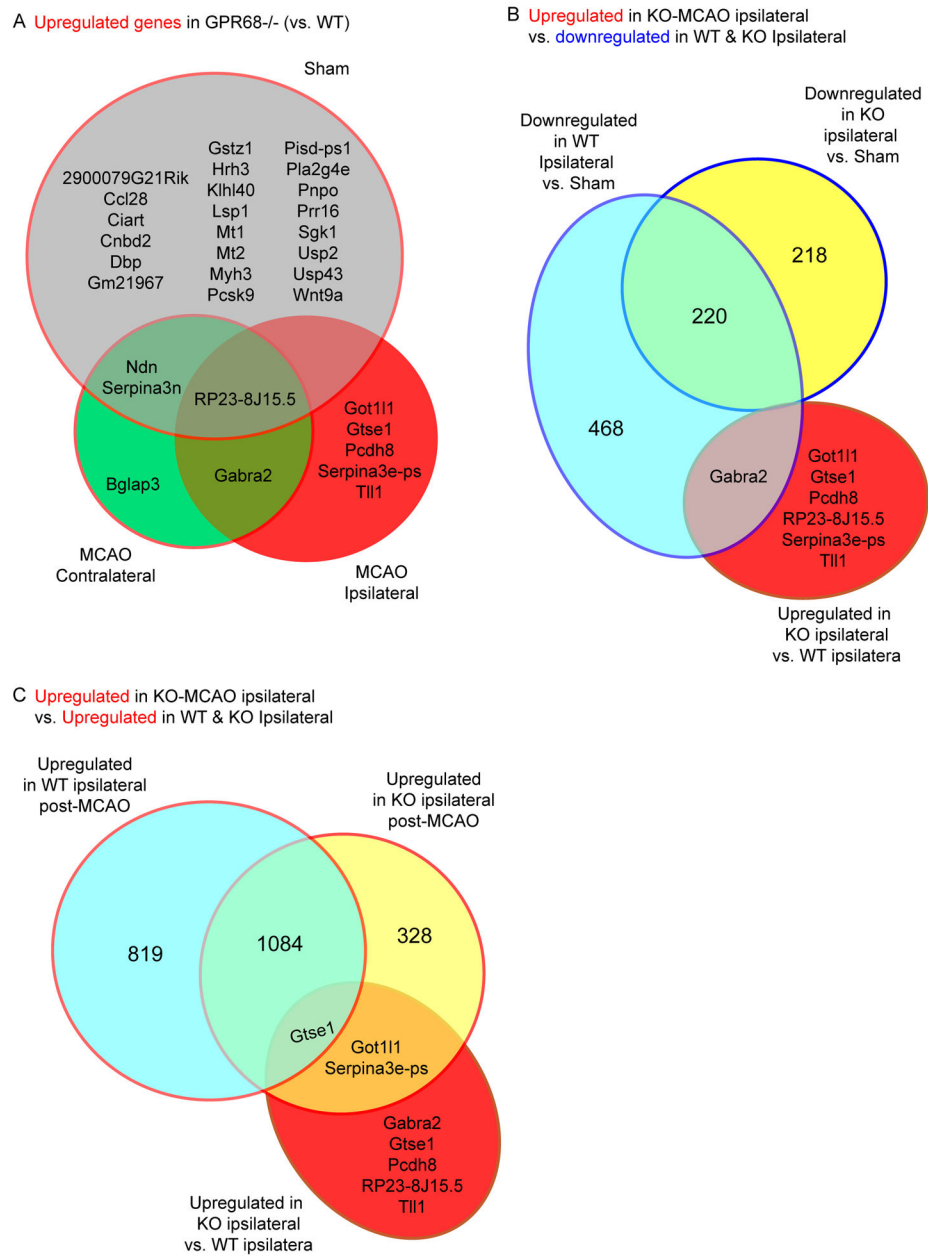 A Upregulated genes in GPR68-/- (vs. WT)
Sham
2900079G21Rik
Ccl28
Ciart
Cnbd2
Dbp
Gm21967
Gstz1
Hrh3
Klhl40
Lsp1
Mt1
Mt2
Myh3
Pcsk9
Pisd-ps1
Pla2g4e
Pnpo
Prr16
Sgk1
Usp2
Usp43
Wnt9a
Ndn
Serpina3n
RP23-8J15.5
Got1l1
Gtse1
Pcdh8
Serpina3e-ps
Tll1
Bglap3
Gabra2
MCAO
Contralateral
MCAO
Ipsilateral
B Upregulated in KO-MCAO ipsilateral
vs. downregulated in WT & KO Ipsilateral
Downregulated
in WT
Ipsilateral
vs. Sham
Downregulated
in KO
ipsilateral
vs. Sham
218
220
468
Gabra2
Got1l1
Gtse1
Pcdh8
RP23-8J15.5
Serpina3e-ps
Tll1
Upregulated in
KO ipsilateral
vs. WT ipsilatera
C Upregulated in KO-MCAO ipsilateral
vs. Upregulated in WT & KO Ipsilateral
Upregulated
in WT ipsilateral
post-MCAO
Upregulated
in KO ipsilateral
post-MCAO
819
1084
328
Gtse1
Got1l1
Serpina3e-ps
Gabra2
Gtse1
Pcdh8
RP23-8J15.5
Tll1
Upregulated in
KO ipsilateral
vs. WT ipsilatera